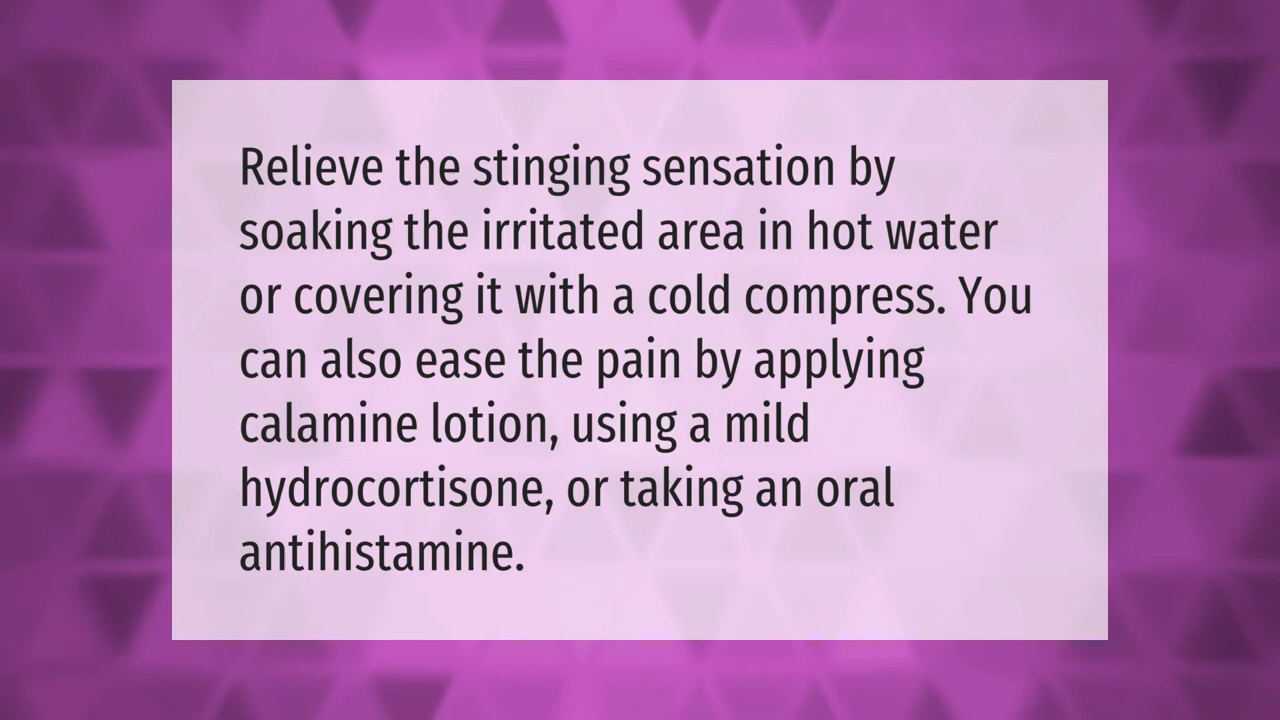 Relieve the stinging sensation by
soaking the irritated area in hot water
or covering it with a cold compress. You
can also ease the pain by applying
calamine lotion, using a mild
hydrocortisone, or taking an oral
antihistamine.